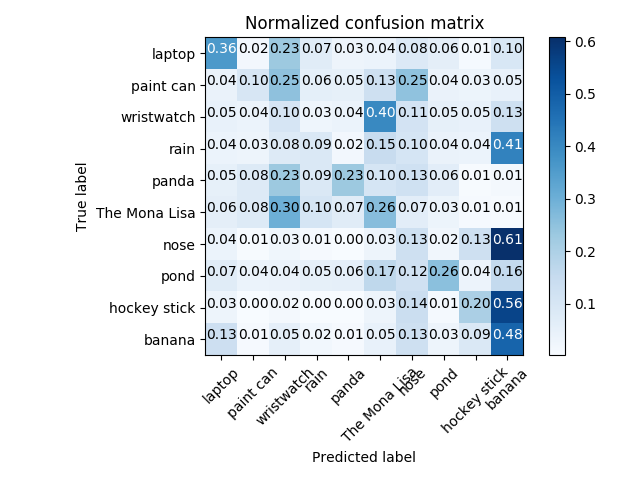 Normalized confusion matrix
laptop 0.36 0.02 0.23 0.07 0.03 0.04 0.08 0.06 0.01 0.10
paint can 0.04 0.10 0.25 0.06 0.05 0.13 0.25 0.04 0.03 0.05
wristwatch 0.05 0.04 0.10 0.03 0.04 0.40 0.11 0.05 0.05 0.13
rain 0.04 0.03 0.08 0.09 0.02 0.15 0.10 0.04 0.04 0.41
panda 0.05 0.08 0.23 0.09 0.23 0.10 0.13 0.06 0.01 0.01
The Mona Lisa 0.06 0.08 0.30 0.10 0.07 0.26 0.07 0.03 0.01 0.01
nose 0.04 0.01 0.03 0.01 0.00 0.03 0.13 0.02 0.13 0.61
pond 0.07 0.04 0.04 0.05 0.06 0.17 0.12 0.26 0.04 0.16
hockey stick 0.03 0.00 0.02 0.00 0.00 0.03 0.14 0.01 0.20 0.56
banana 0.13 0.01 0.05 0.02 0.01 0.05 0.13 0.03 0.09 0.48
True label
laptop
paint can
wristwatch
rain
panda
The Mona Lisa
nose
pond
hockey stick
banana
Predicted label
0.6
0.5
0.4
0.3
0.2
0.1